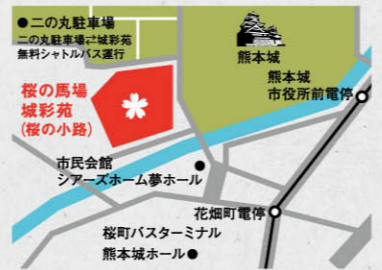 ●二の丸駐車場
二の丸駐車場⇄城彩苑
無料シャトルバス運行
熊本城
熊本城
市役所前電停
桜の馬場
城彩苑
(桜の小路)
市民会館
シアーズホーム夢ホール
花畑町電停
桜町バスターミナル
熊本城ホール●